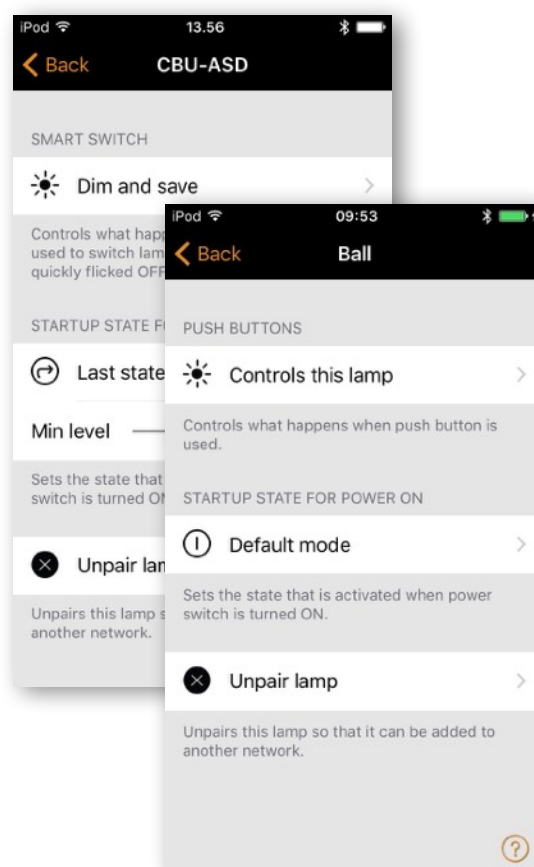 iPod 13.56
Back CBU-ASD
SMART SWITCH
Dim and save
Controls what
used to switch
quickly flicked OFF
STARTUP STATE
Last state
Min level
Sets the state that
switch is turned
Unpair
Unpairs this lamp
another network.
iPod 09:53
Back Ball
PUSH BUTTONS
Controls this lamp
Controls what happens when push button is
used.
STARTUP STATE FOR POWER ON
Default mode
Sets the state that is activated when power
switch is turned ON.
Unpair lamp
Unpairs this lamp so that it can be added to
another network.
?